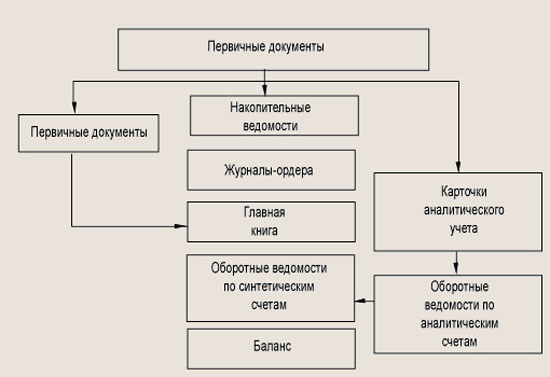 Первичные документы
Накопительные
ведомости
Первичные документы
Журналы-ордера
Карточки
аналитического
учета
Главная
книга
Оборотные ведомости
по синтетическим
счетам
Оборотные
ведомости по
аналитическим
счетам
Баланс